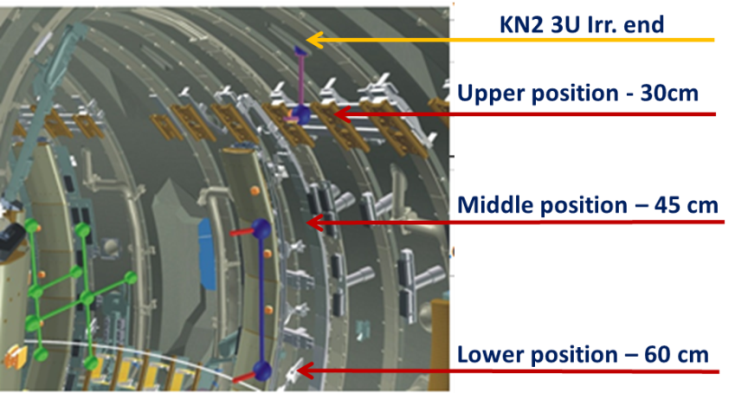 KN2 3U Irr. end
Upper position - 30cm
Middle position – 45 cm
Lower position – 60 cm